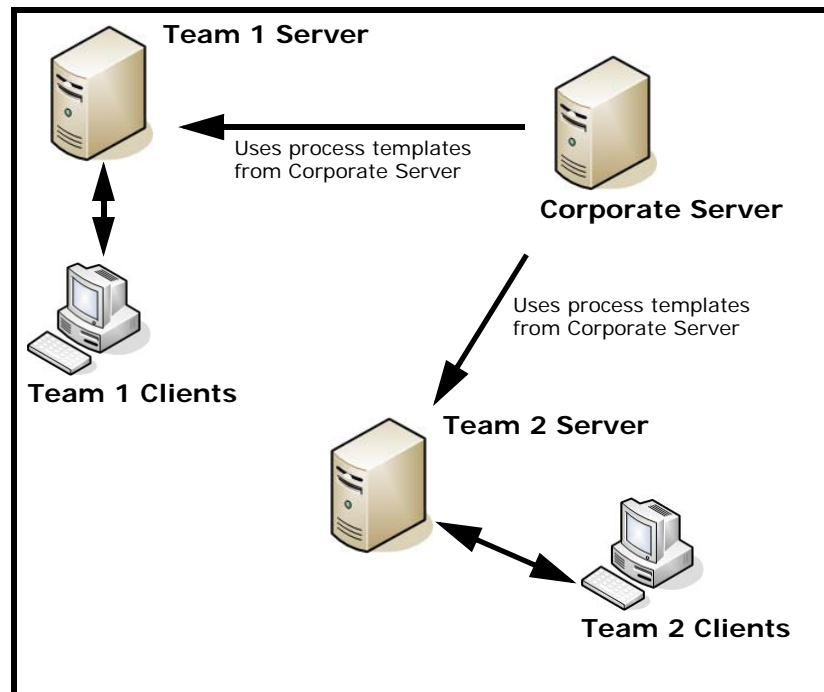 Team 1 Server
Uses process templates
from Corporate Server
Corporate Server
Uses process templates
from Corporate Server
Team 1 Clients
Team 2 Server
Team 2 Clients